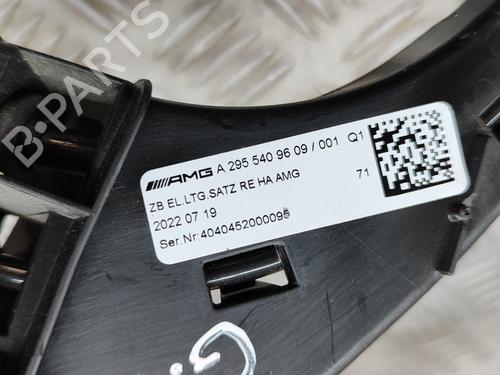 AMG A 295 540 96 09 / 001 Q1
ZB EL.LTG.SATZ RE HA AMG 71
2022 07 19
Ser.Nr:4040452000095
B-PARTS